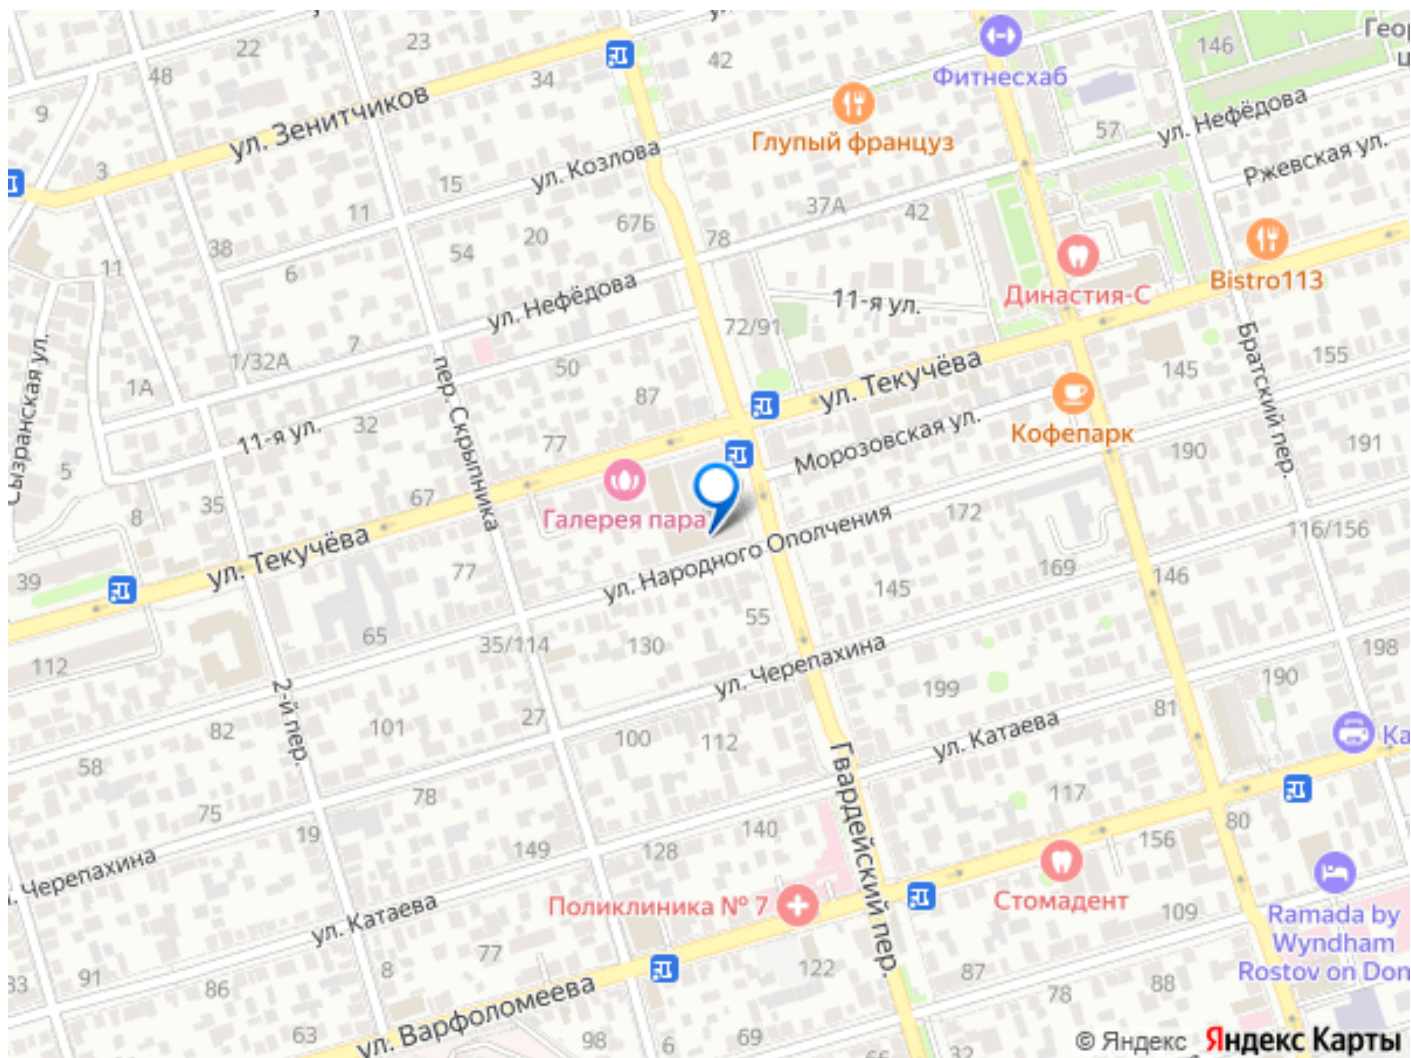 22
23
48
34
42
Фитнесхаб
146
Глупый француз
57
ул. Нефёдова
Ржевская ул.
9
ул. Зенитчиков
3
ул. Козлова
15
11
67Б
78
37А
42
38
6
54
20
11
Bistro113
Династия-С
11-я ул.
ул. Нефёдова
72/91
Сызранская ул.
7
1/32А
1А
50
87
ул. Текучёва
145
155
Братский пер.
пер. Скрыпника
32
11-я ул.
77
Кофепарк
Морозовская ул.
190
191
5
35
8
67
Галерея пара
172
ул. Народного Ополчения
116/156
39
ул. Текучёва
77
145
169
146
65
35/114
130
55
ул. Черепахина
112
198
199
190
2-й пер.
82
101
27
100
112
81
ул. Катаева
Гвардейский пер.
Ка
58
78
75
19
117
140
80
156
149
128
ул. Черепахина
Стомадент
Поликлиника № 7
109
Ramada by
Wyndham
Rostov on Don
ул. Катаева
77
8
91
86
122
87
78
88
ул. Варфоломеева
63
98
6
69
66
32
© Яндекс Яндекс Карты